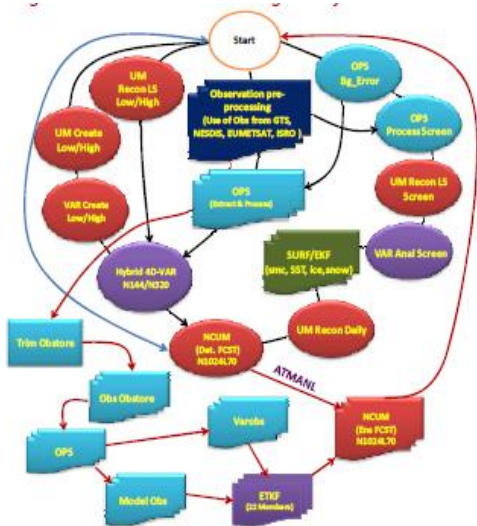 Start
UM
Recon LS
Low/High
OPS
Bg_Error
Observation pre-
processing
(Use of Obs from GTS,
NESDIS, EUMETSAT, ISRO )
UM Create
Low/High
OPS
Process Screen
VAR Create
Low/High
OPS
(Extract & Process)
UM Recon LS
Screen
Hybrid 4D-VAR
N144/N320
SURF/EKF
(smc, SST, Ice,snow)
VAR Anal Screen
NCUM
(Det. FCST)
N1024L70
UM Recon Daily
Trim Obstore
ATMANL
Obs Obstore
NCUM
(Ens FCST)
N1024L70
OPS
Varobs
Model Obs
ETKF
(22 Members)